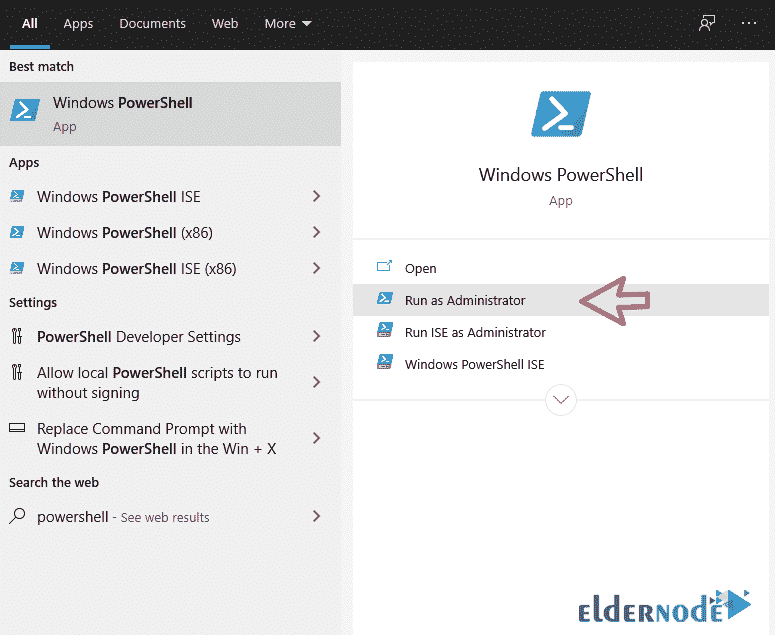 All Apps Documents Web More
Best match
Windows PowerShell
App
Apps
Windows PowerShell ISE
Windows PowerShell (x86)
Windows PowerShell ISE (x86)
Settings
PowerShell Developer Settings
Allow local PowerShell scripts to run
without signing
Replace Command Prompt with
Windows PowerShell in the Win + X
Search the web
powershell - See web results
Windows PowerShell
App
Open
Run as Administrator
Run ISE as Administrator
Windows PowerShell ISE
eldernode